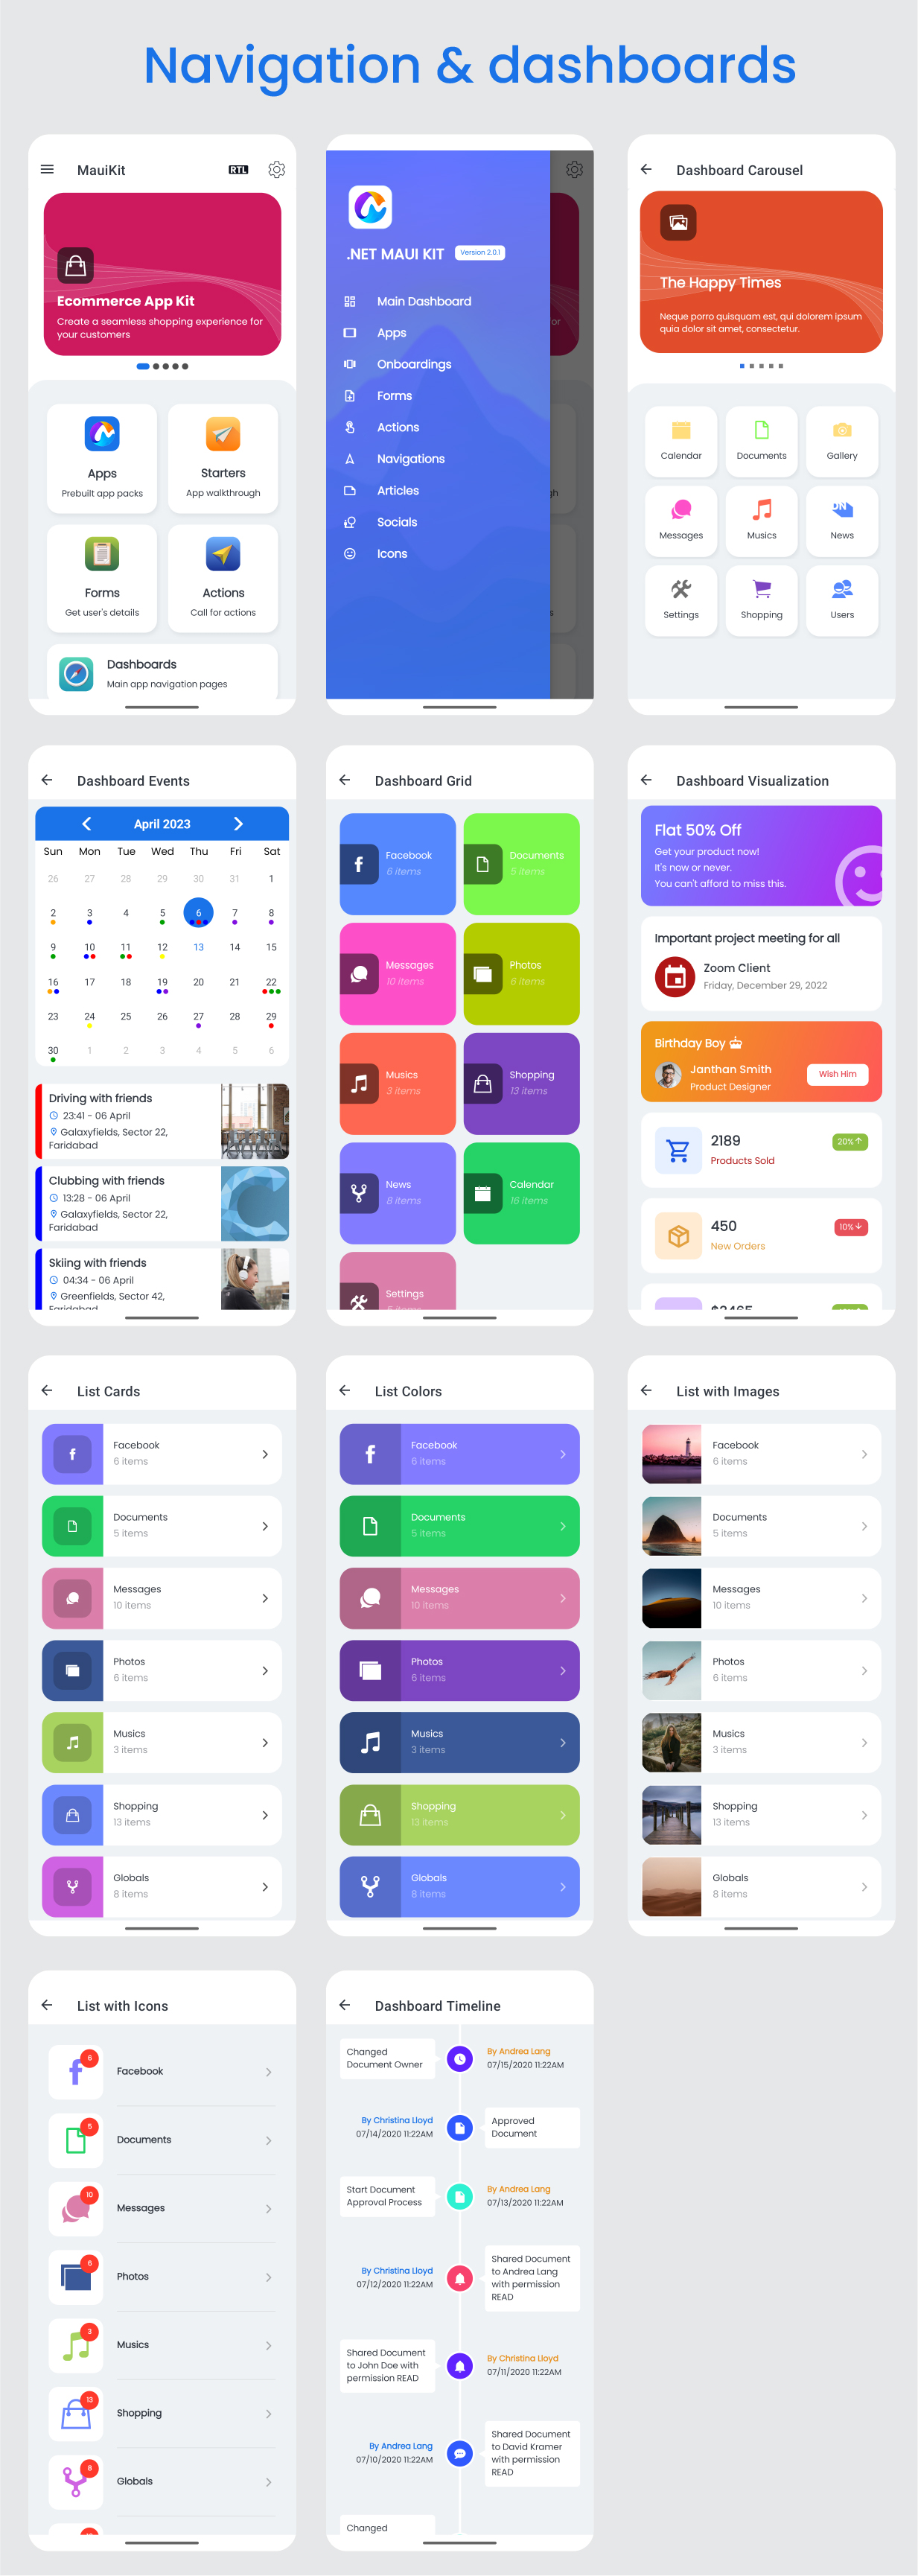 Navigation & dashboards
MauiKit
RTL
Ecommerce App Kit
Create a seamless shopping experience for
your customers
Apps
Prebuilt app packs
Starters
App walkthrough
Forms
Get user's details
Actions
Call for actions
Dashboards
Main app navigation pages
.NET MAUI KIT
Version 2.0.1
Main Dashboard
Apps
Onboardings
Forms
Actions
Navigations
Articles
Socials
Icons
or
gh
s
Dashboard Carousel
The Happy Times
Neque porro quisquam est, qui dolorem ipsum
quia dolor sit amet, consectetur.
Calendar
Documents
Gallery
Messages
Musics
News
Settings
Shopping
Users
Dashboard Events
April 2023
Sun Mon Tue Wed Thu Fri Sat
26 27 28 29 30 31 1
2 3 4 5 6 7 8
9 10 11 12 13 14 15
16 17 18 19 20 21 22
23 24 25 26 27 28 29
30 1 2 3 4 5 6
Driving with friends
23:41 - 06 April
Galaxyfields, Sector 22,
Faridabad
Clubbing with friends
13:28 - 06 April
Galaxyfields, Sector 22,
Faridabad
Skiing with friends
04:34 - 06 April
Greenfields, Sector 42,
Faridabad
Dashboard Grid
Facebook
6 items
Documents
5 items
Messages
10 items
Photos
6 items
Musics
3 items
Shopping
13 items
News
8 items
Calendar
16 items
Settings
Dashboard Visualization
Flat 50% Off
Get your product now!
It's now or never.
You can't afford to miss this.
Important project meeting for all
Zoom Client
Friday, December 29, 2022
Birthday Boy
Janthan Smith
Product Designer
Wish Him
2189
Products Sold
20%
450
New Orders
10%
List Cards
Facebook
6 items
Documents
5 items
Messages
10 items
Photos
6 items
Musics
3 items
Shopping
13 items
Globals
8 items
List Colors
Facebook
6 items
Documents
5 items
Messages
10 items
Photos
6 items
Musics
3 items
Shopping
13 items
Globals
8 items
List with Images
Facebook
6 items
Documents
5 items
Messages
10 items
Photos
6 items
Musics
3 items
Shopping
13 items
Globals
8 items
List with Icons
6
Facebook
5
Documents
10
Messages
6
Photos
3
Musics
13
Shopping
8
Globals
Dashboard Timeline
Changed
Document Owner
By Andrea Lang
07/15/2020 11:22AM
By Christina Lloyd
07/14/2020 11:22AM
Approved
Document
Start Document
Approval Process
By Andrea Lang
07/13/2020 11:22AM
By Christina Lloyd
07/12/2020 11:22AM
Shared Document
to Andrea Lang
with permission
READ
Shared Document
to John Doe with
permission READ
By Christina Lloyd
07/11/2020 11:22AM
By Andrea Lang
07/10/2020 11:22AM
Shared Document
to David Kramer
with permission
READ
Changed